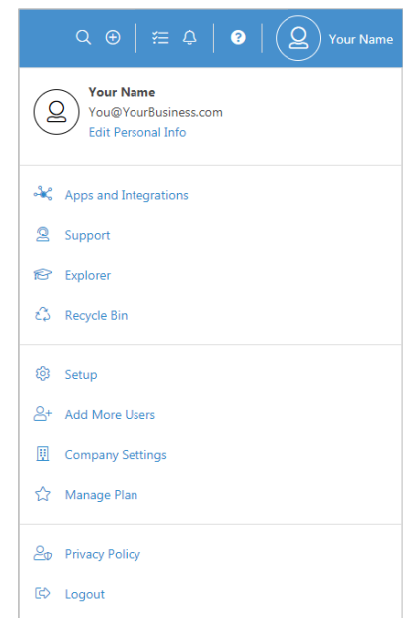 Your Name
Your Name
You@YourBusiness.com
Edit Personal Info
Apps and Integrations
Support
Explorer
Recycle Bin
Setup
Add More Users
Company Settings
Manage Plan
Privacy Policy
Logout